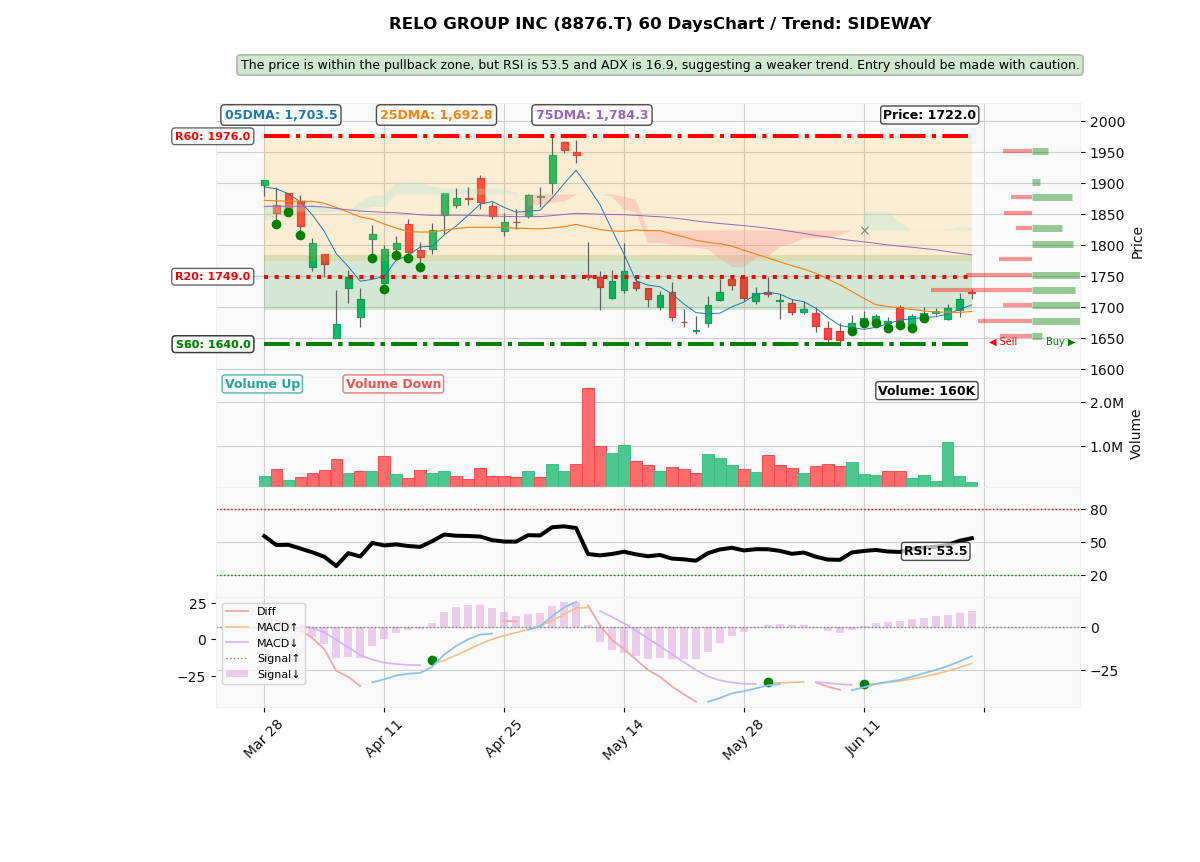 RELO GROUP INC (8876.T) 60 DaysChart / Trend: SIDEWAY
The price is within the pullback zone, but RSI is 53.5 and ADX is 16.9, suggesting a weaker trend. Entry should be made with caution.
05DMA: 1,703.5
25DMA: 1,692.8
75DMA: 1,784.3
Price: 1722.0
R60: 1976.0
R20: 1749.0
S60: 1640.0
2000
1950
1900
1850
1800
1750
1700
1650
1600
Price
◀ Sell
Buy ▶
Volume Up
Volume Down
Volume: 160K
2.0M
1.0M
Volume
80
50
20
RSI: 53.5
25
0
−25
Diff
MACD↑
MACD↓
Signal↑
Signal↓
0
−25
Mar 28
Apr 11
Apr 25
May 14
May 28
Jun 11